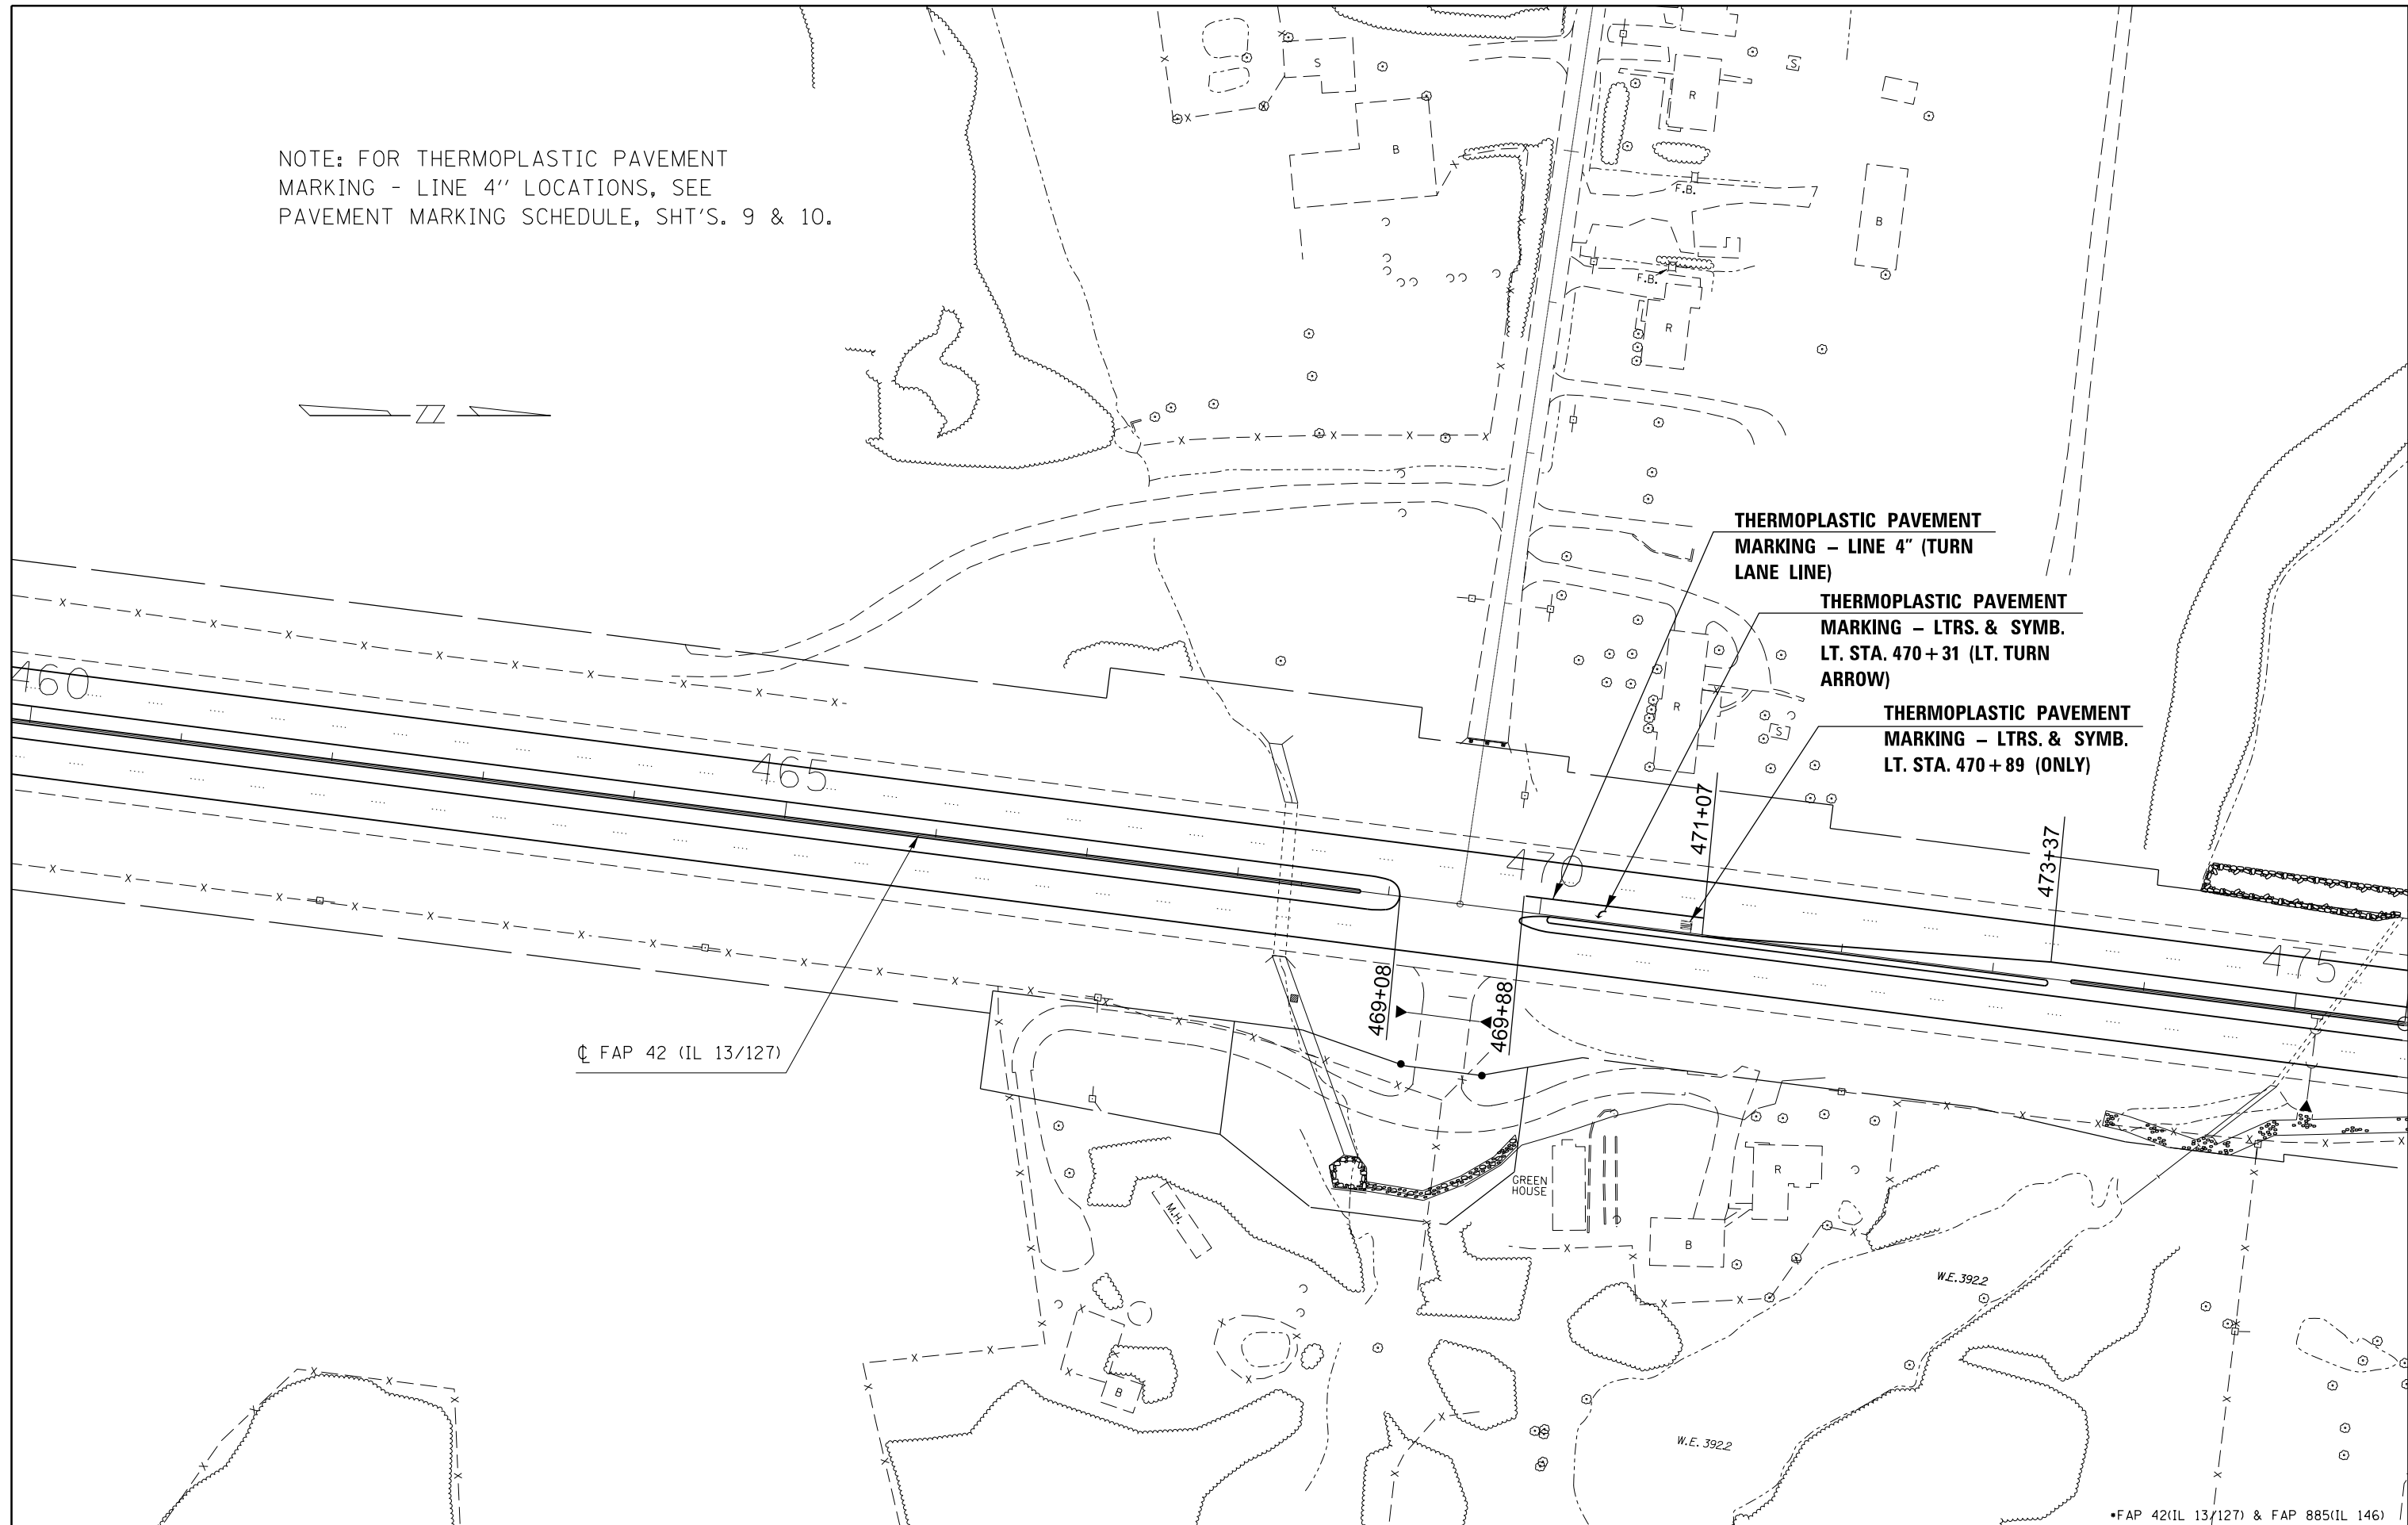 NOTE: FOR THERMOPLASTIC PAVEMENT
MARKING - LINE 4'' LOCATIONS, SEE
PAVEMENT MARKING SCHEDULE, SHT'S. 9 & 10.
S
B
R
S
F.B.
B
F.B.
R
THERMOPLASTIC PAVEMENT
MARKING – LINE 4" (TURN
LANE LINE)
THERMOPLASTIC PAVEMENT
MARKING – LTRS. & SYMB.
LT. STA. 470+31 (LT. TURN
ARROW)
THERMOPLASTIC PAVEMENT
MARKING – LTRS. & SYMB.
LT. STA. 470+89 (ONLY)
R
S
460
465
470
475
471+07
473+37
469+08
469+88
℄ FAP 42 (IL 13/127)
GREEN
HOUSE
M.H.
R
B
B
W.E. 392.2
W.E. 392.2
•FAP 42(IL 13/127) & FAP 885(IL 146)